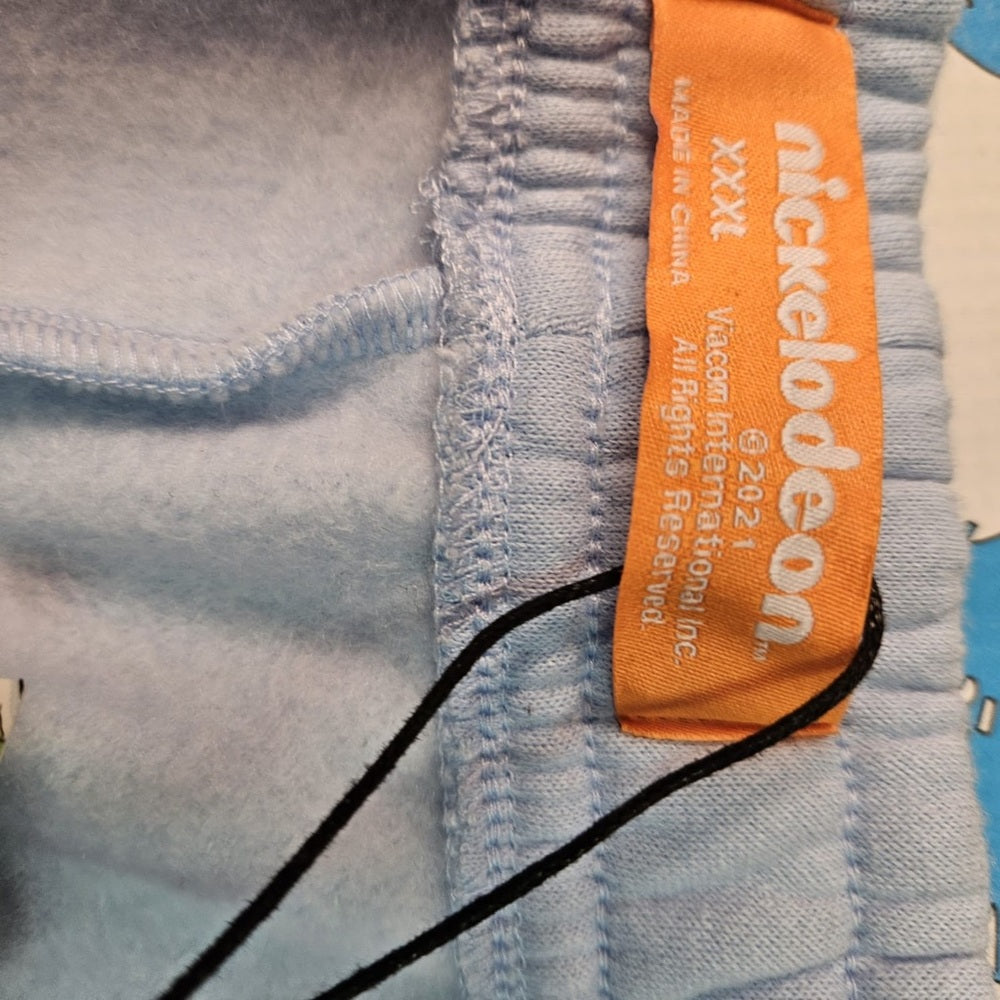 nickelodeon™
© 2021
XXXL Viacom International Inc.
MADE IN CHINA All Rights Reserved.